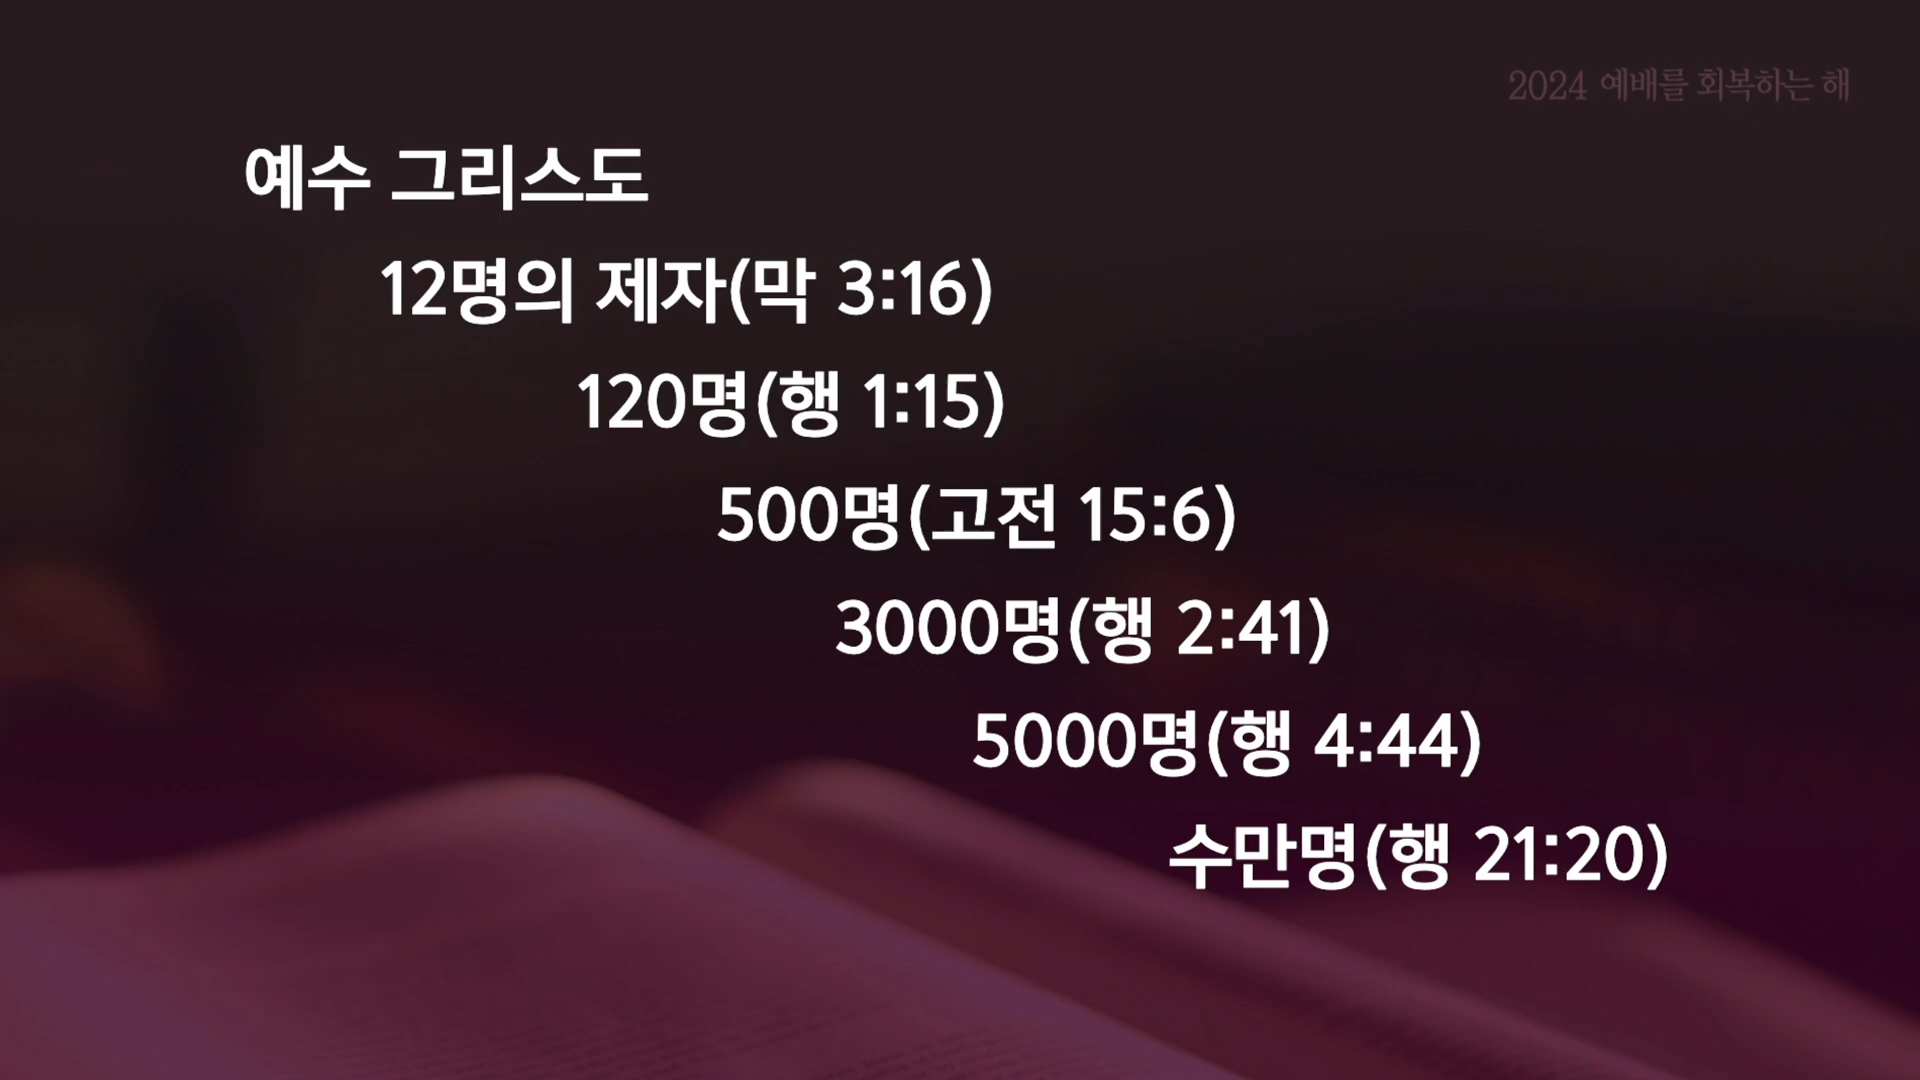 2024 예배를 회복하는 해
예수 그리스도
12명의 제자(막 3:16)
120명(행 1:15)
500명(고전 15:6)
3000명(행 2:41)
5000명(행 4:44)
수만명(행 21:20)